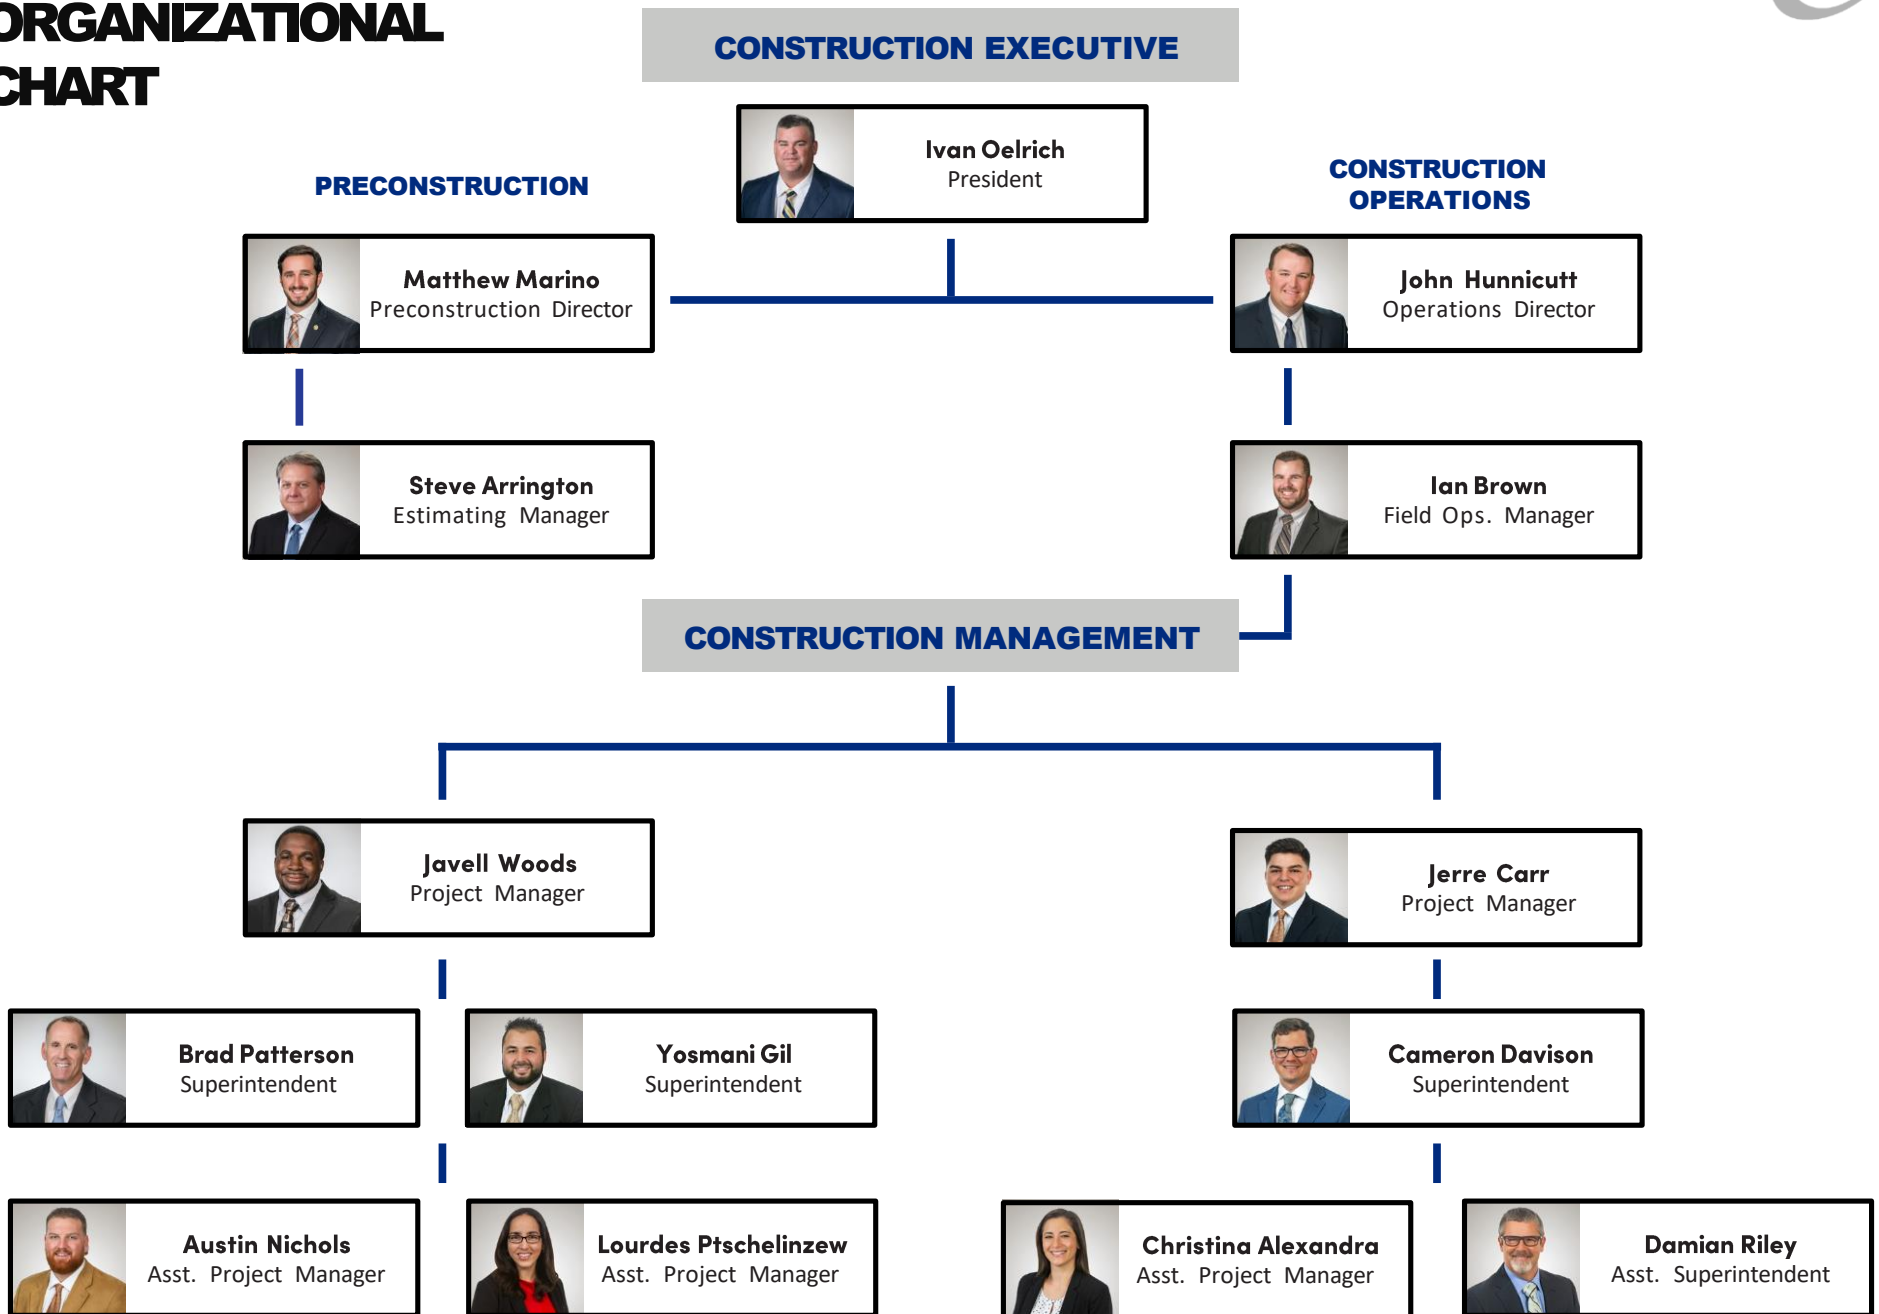 ORGANIZATIONAL
CHART
CONSTRUCTION EXECUTIVE
Ivan Oelrich
President
PRECONSTRUCTION
CONSTRUCTION
OPERATIONS
Matthew Marino
Preconstruction Director
John Hunnicutt
Operations Director
Steve Arrington
Estimating Manager
Ian Brown
Field Ops. Manager
CONSTRUCTION MANAGEMENT
Javell Woods
Project Manager
Jerre Carr
Project Manager
Brad Patterson
Superintendent
Yosmani Gil
Superintendent
Cameron Davison
Superintendent
Austin Nichols
Asst. Project Manager
Lourdes Ptschelinzew
Asst. Project Manager
Christina Alexandra
Asst. Project Manager
Damian Riley
Asst. Superintendent